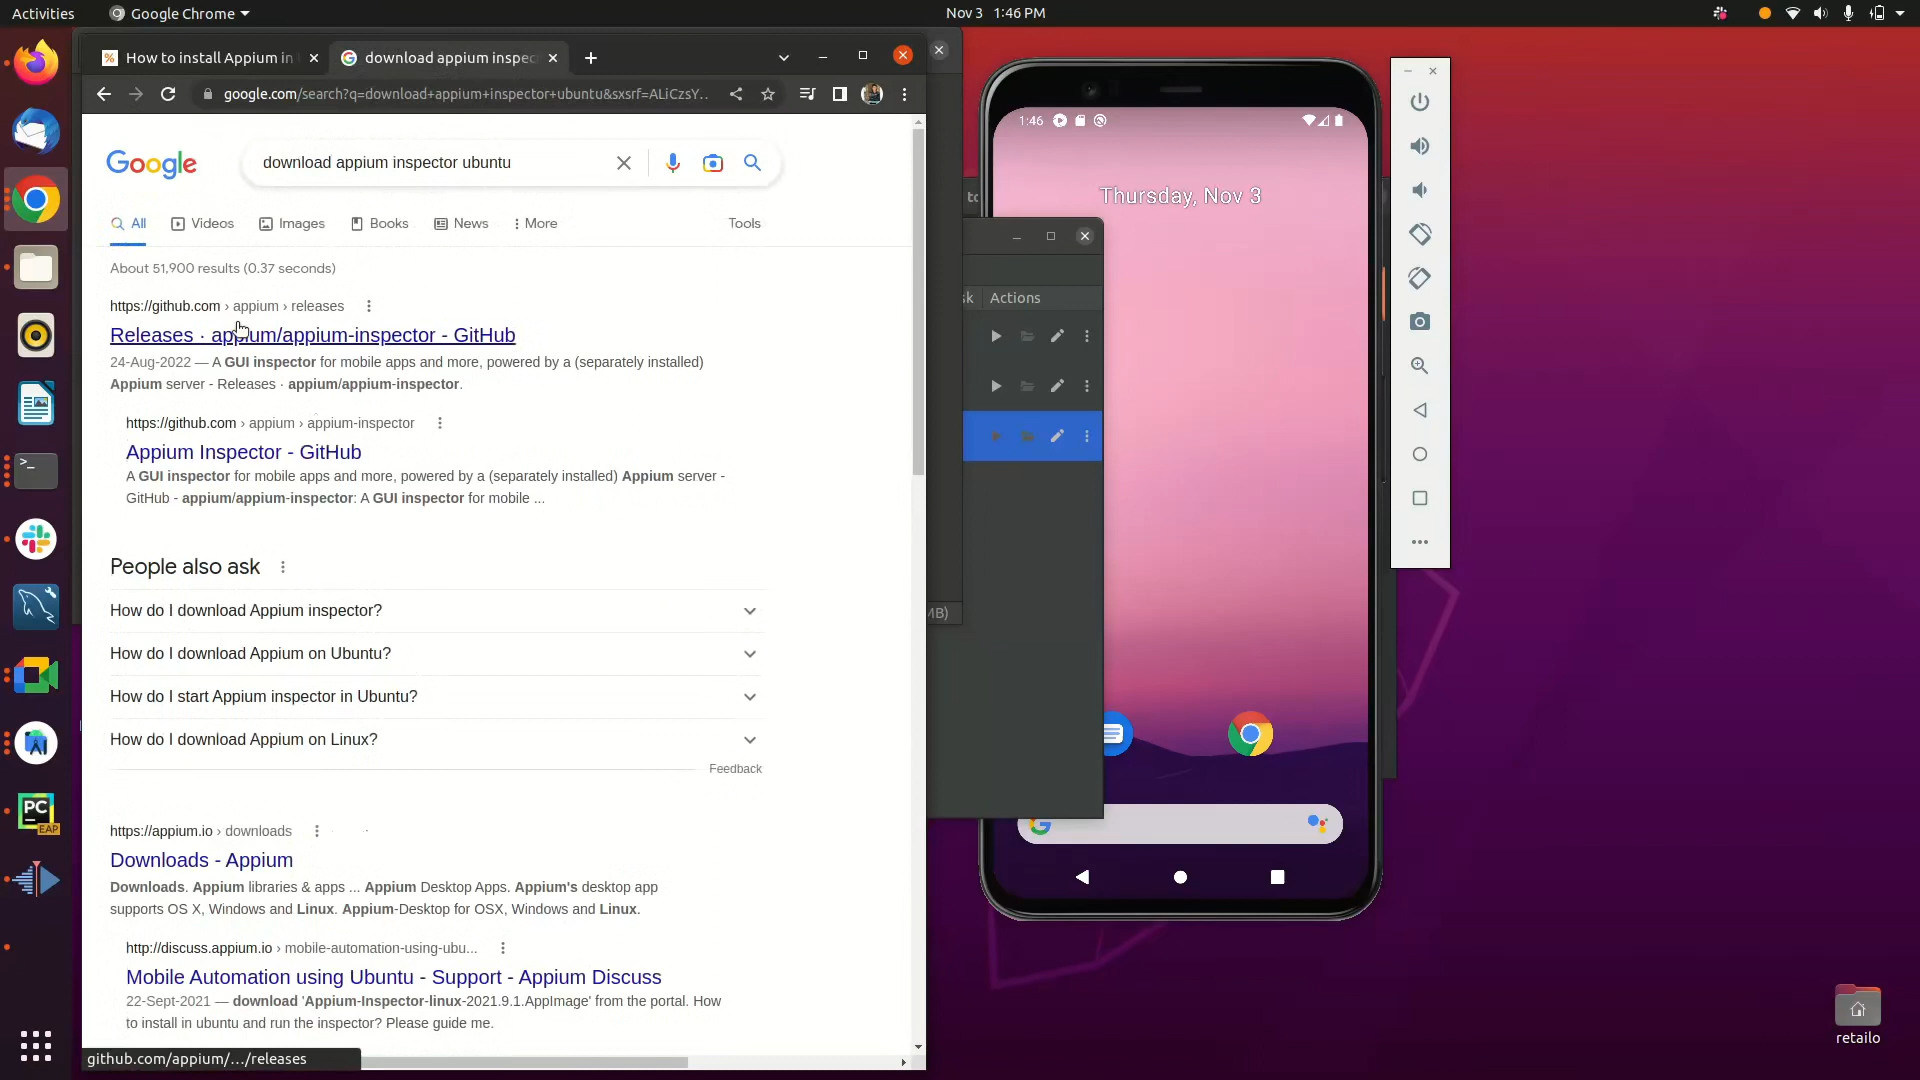 Activities
Google Chrome
Nov 3 1:46 PM
How to install Appium in
download appium inspec
google.com/search?q=download+appium+inspector+ubuntu&sxsrf=ALiCzsY..
Google
download appium inspector ubuntu
All
Videos
Images
Books
News
More
Tools
About 51,900 results (0.37 seconds)
https://github.com › appium › releases
Releases · appium/appium-inspector - GitHub
24-Aug-2022 — A GUI inspector for mobile apps and more, powered by a (separately installed)
Appium server - Releases · appium/appium-inspector.
https://github.com › appium › appium-inspector
Appium Inspector - GitHub
A GUI inspector for mobile apps and more, powered by a (separately installed) Appium server -
GitHub - appium/appium-inspector: A GUI inspector for mobile ...
People also ask
How do I download Appium inspector?
How do I download Appium on Ubuntu?
How do I start Appium inspector in Ubuntu?
How do I download Appium on Linux?
Feedback
https://appium.io › downloads
Downloads - Appium
Downloads. Appium libraries & apps ... Appium Desktop Apps. Appium's desktop app
supports OS X, Windows and Linux. Appium-Desktop for OSX, Windows and Linux.
http://discuss.appium.io › mobile-automation-using-ubu...
Mobile Automation using Ubuntu - Support - Appium Discuss
22-Sept-2021 — download 'Appium-Inspector-linux-2021.9.1.AppImage' from the portal. How
to install in ubuntu and run the inspector? Please guide me.
github.com/appium/.../releases
sk
Actions
MB)
1:46
Thursday, Nov 3
PC
EAP
retailo